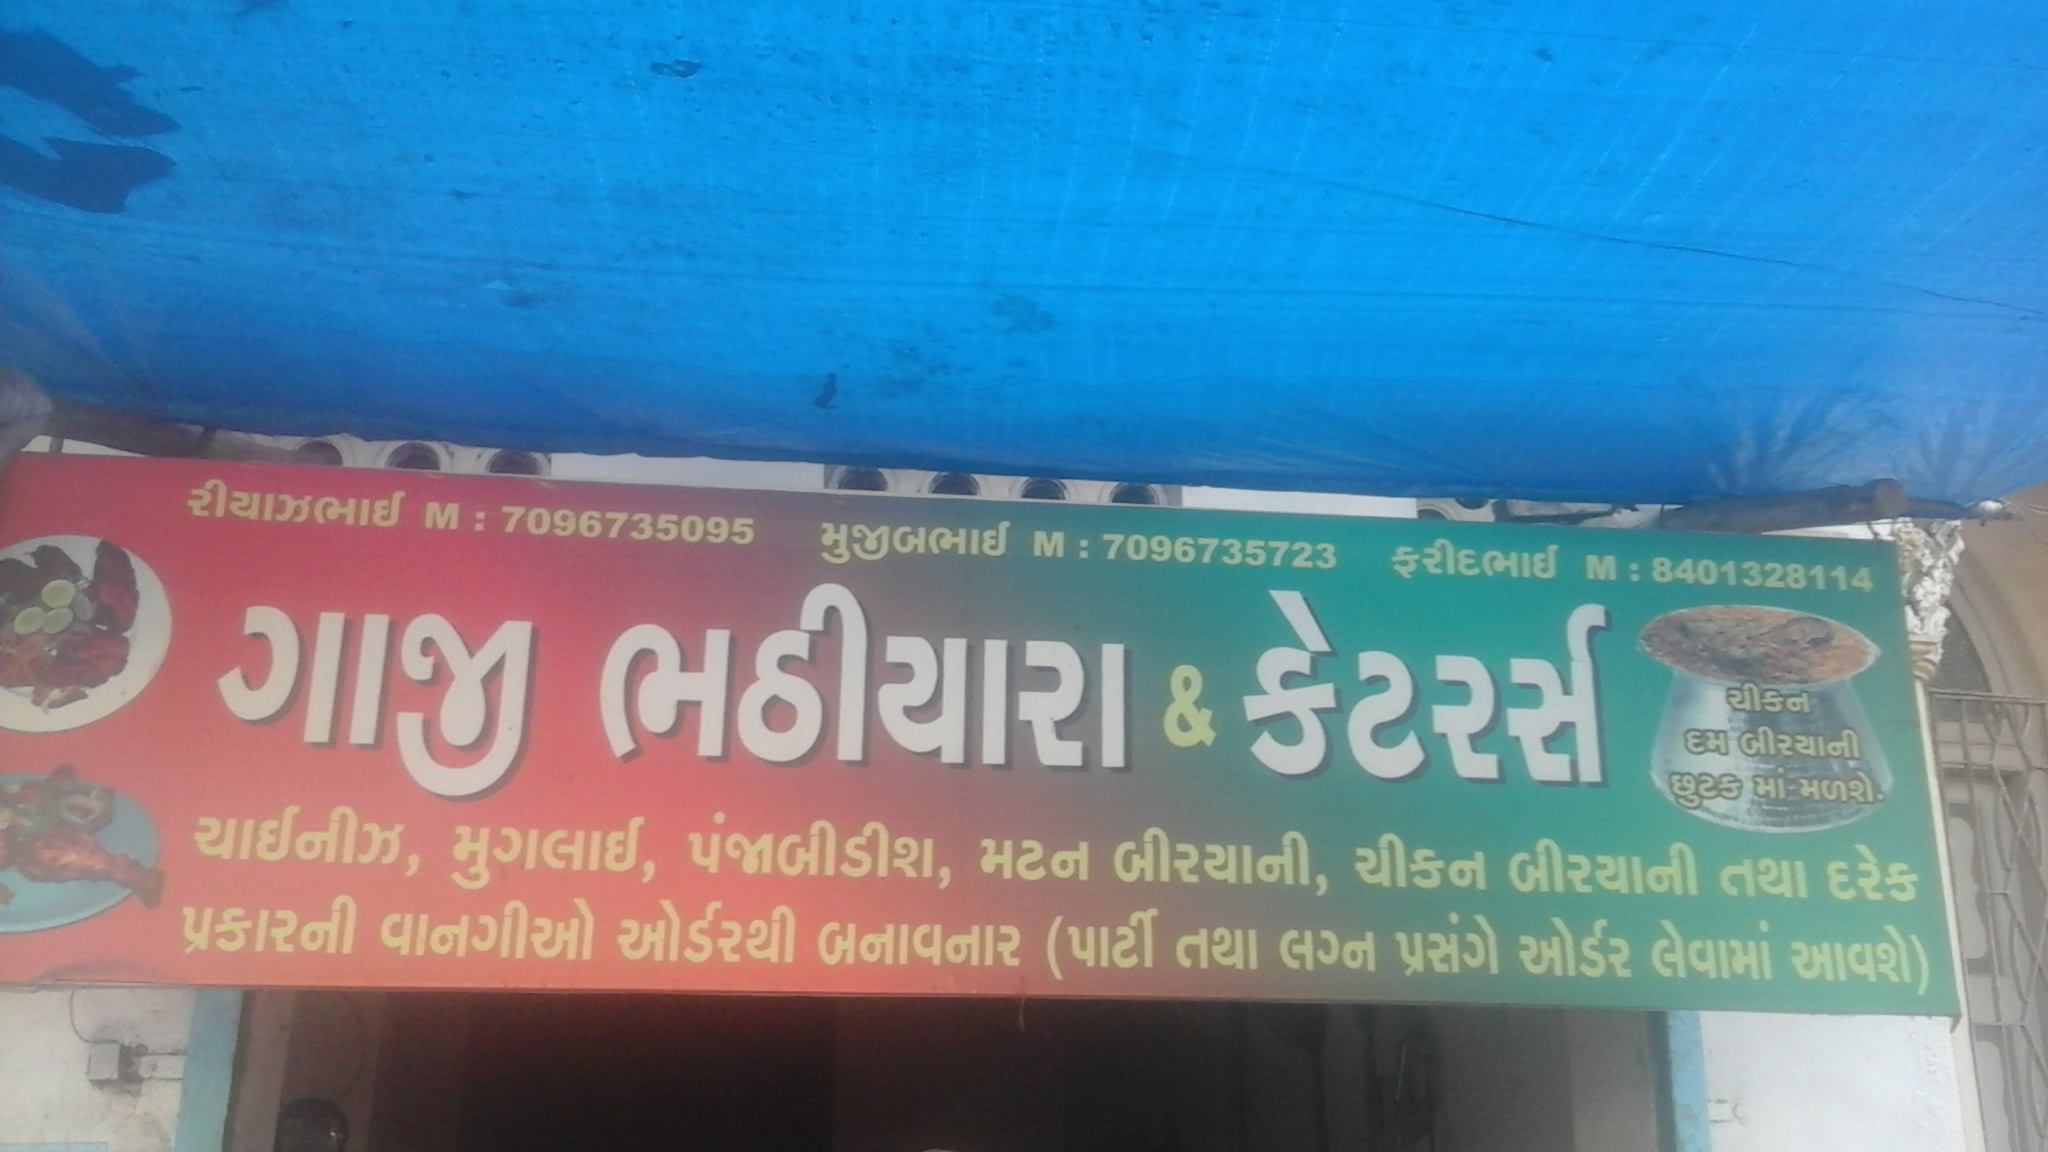 રીયાઝભાઈ M : 7096735095 મુજીબભાઈ M : 7096735723 ફરીદભાઈ M : 8401328114
ગાજી ભઠીયારા & કેટરર્સ
ચીકન
દમ બીરયાની
છુટક માં મળશે.
ચાઈનીઝ, મુગલાઈ, પંજાબીડીશ, મટન બીરયાની, ચીકન બીરયાની તથા દરેક
પ્રકારની વાનગીઓ ઓર્ડરથી બનાવનાર (પાર્ટી તથા લગ્ન પ્રસંગે ઓર્ડર લેવામાં આવશે)